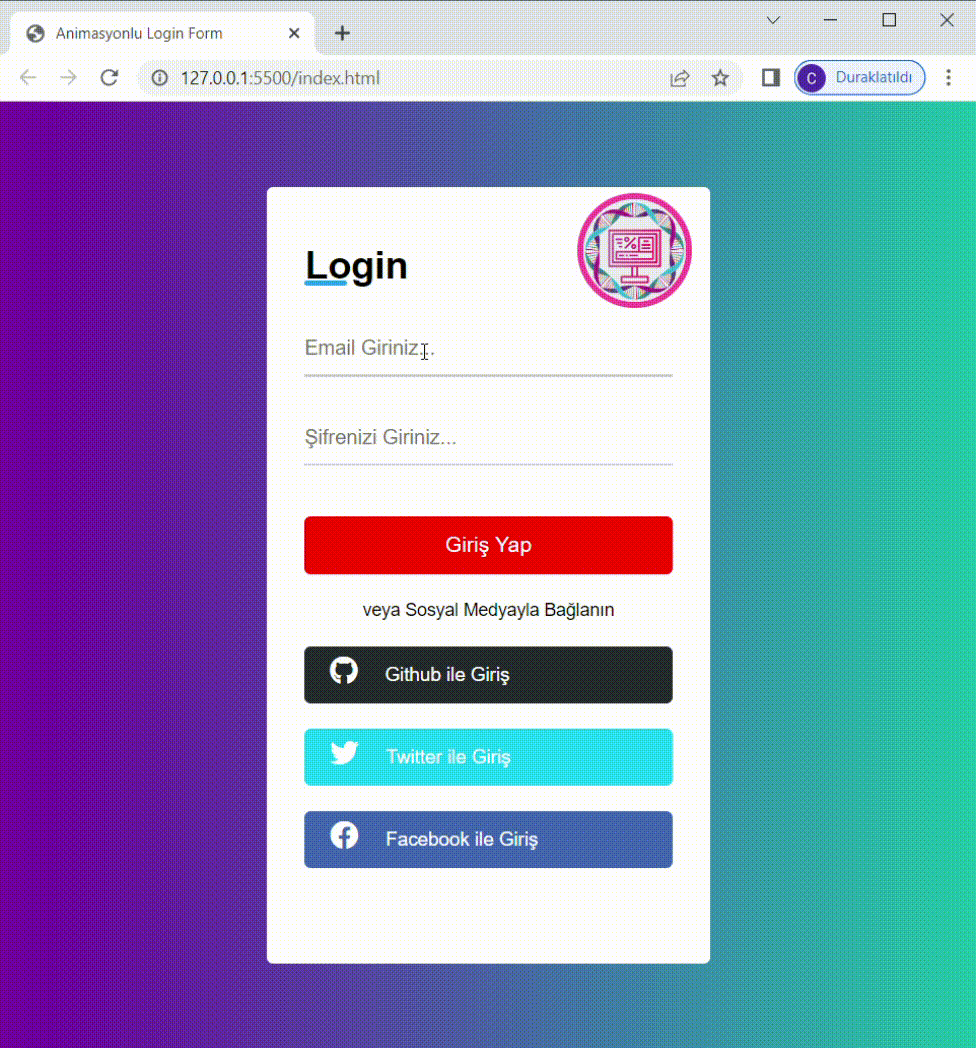 Animasyonlu Login Form
127.0.0.1:5500/index.html
C Duraklatıldı
Login
Email Giriniz...
Şifrenizi Giriniz...
Giriş Yap
veya Sosyal Medyayla Bağlanın
Github ile Giriş
Twitter ile Giriş
Facebook ile Giriş